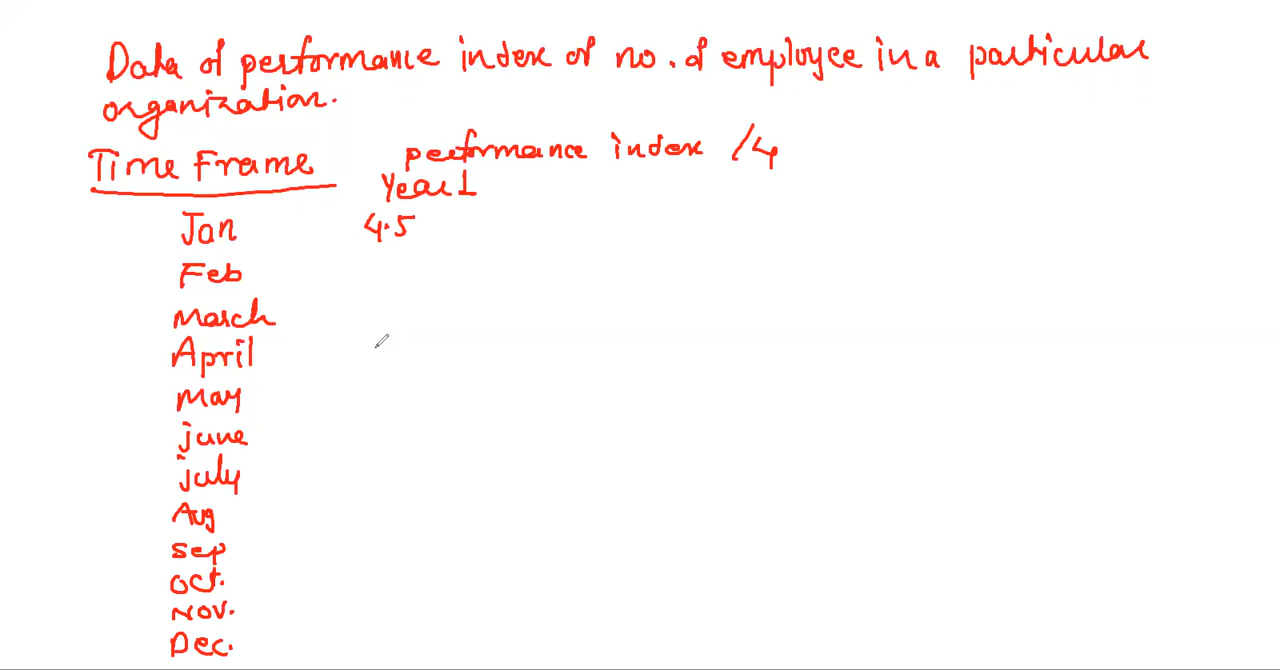 Data of performance index of no. of employee in a particular
organization.
Time Frame performance index /4
Year 1
Jan 4.5
Feb
March
April
May
june
july
Aug
Sep
Oct.
Nov.
Dec.